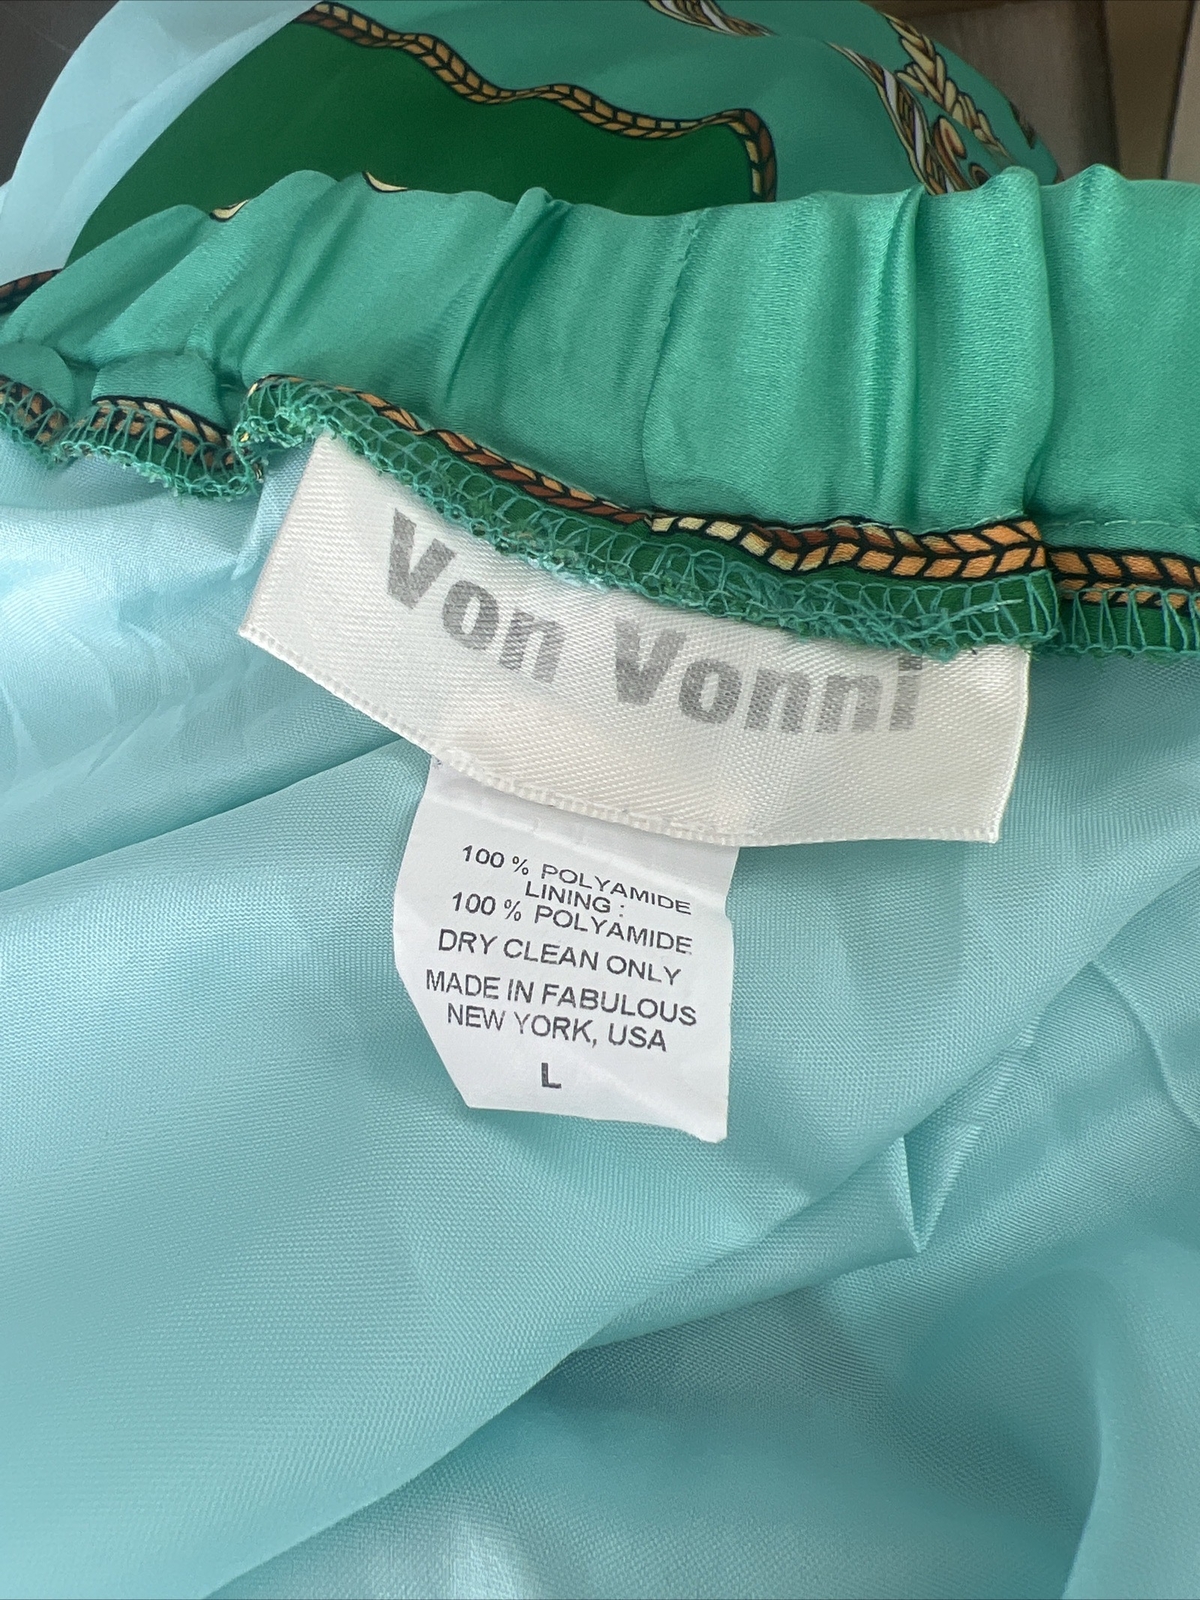 Von Vonni
100 % POLYAMIDE
LINING :
100 % POLYAMIDE
DRY CLEAN ONLY
MADE IN FABULOUS
NEW YORK, USA
L